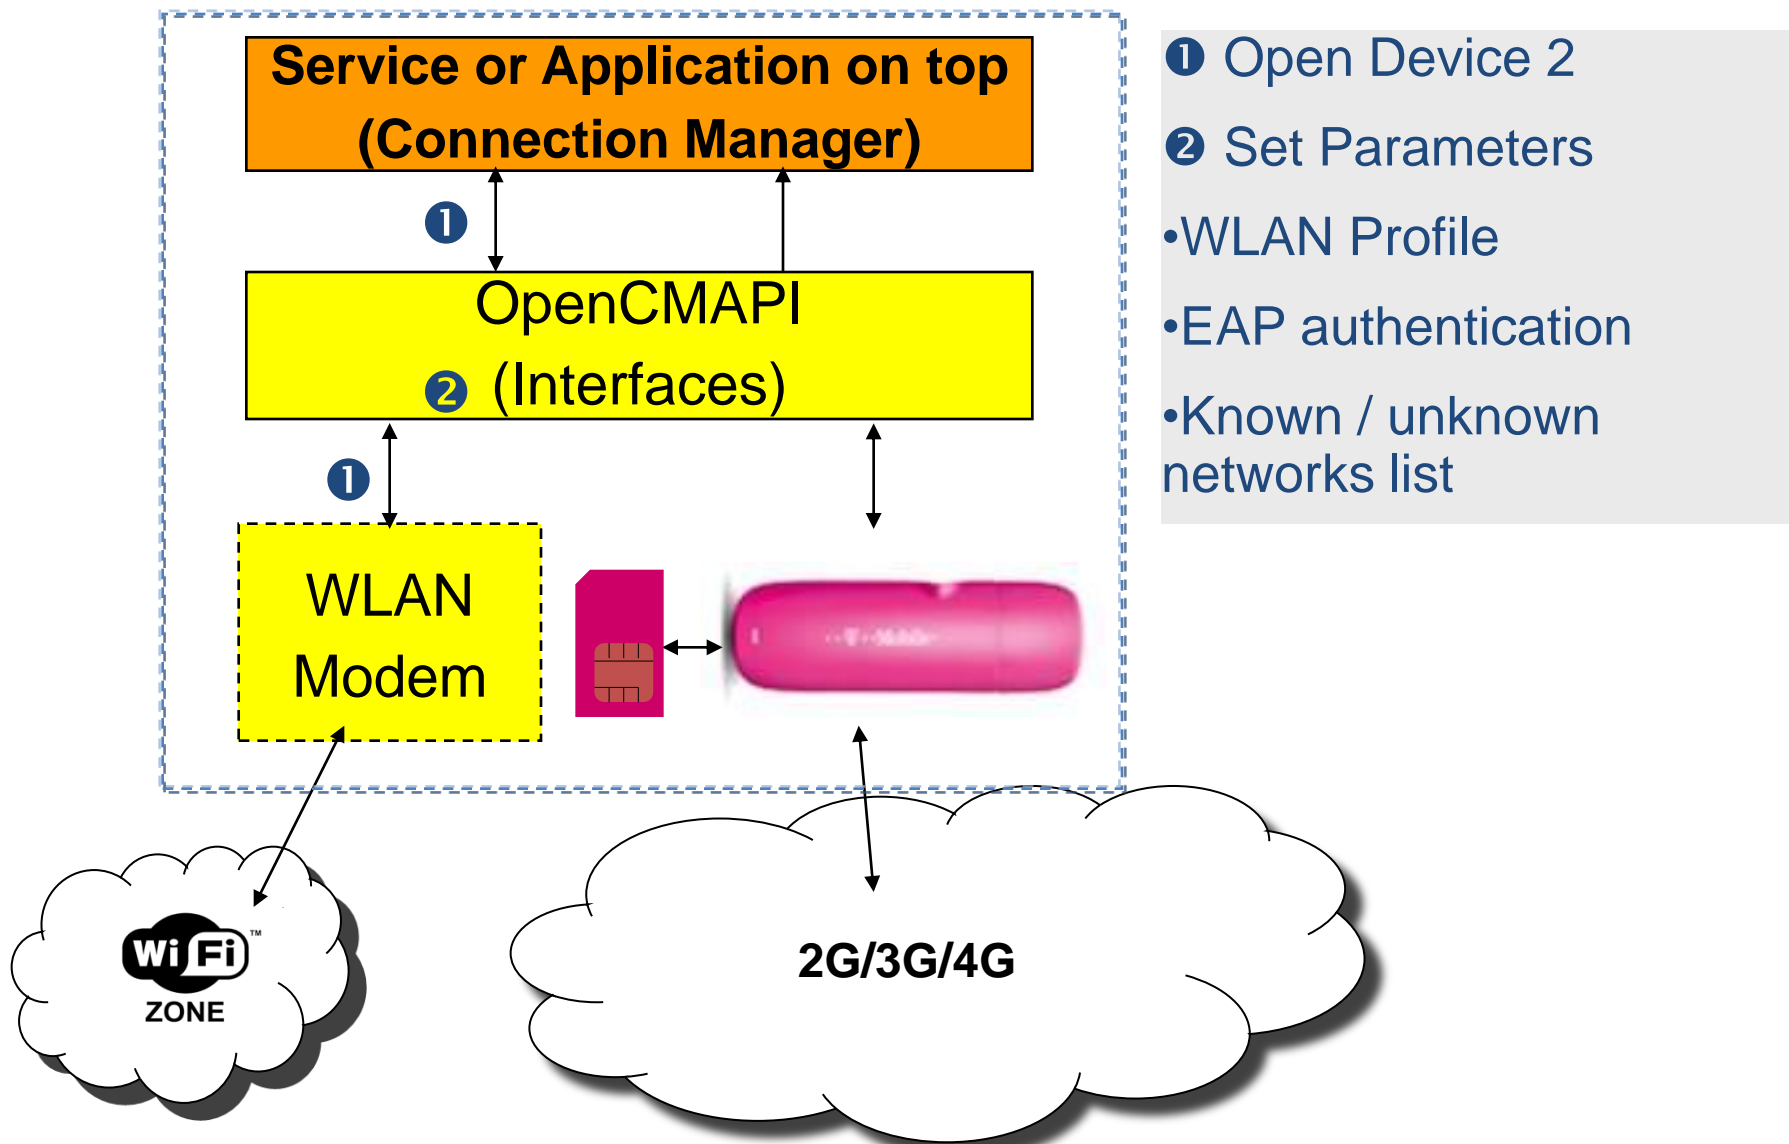 Service or Application on top
(Connection Manager)
❶
OpenCMAPI
❷ (Interfaces)
❶
WLAN
Modem
Wi Fi™
ZONE
2G/3G/4G
❶ Open Device 2
❷ Set Parameters
•WLAN Profile
•EAP authentication
•Known / unknown
networks list